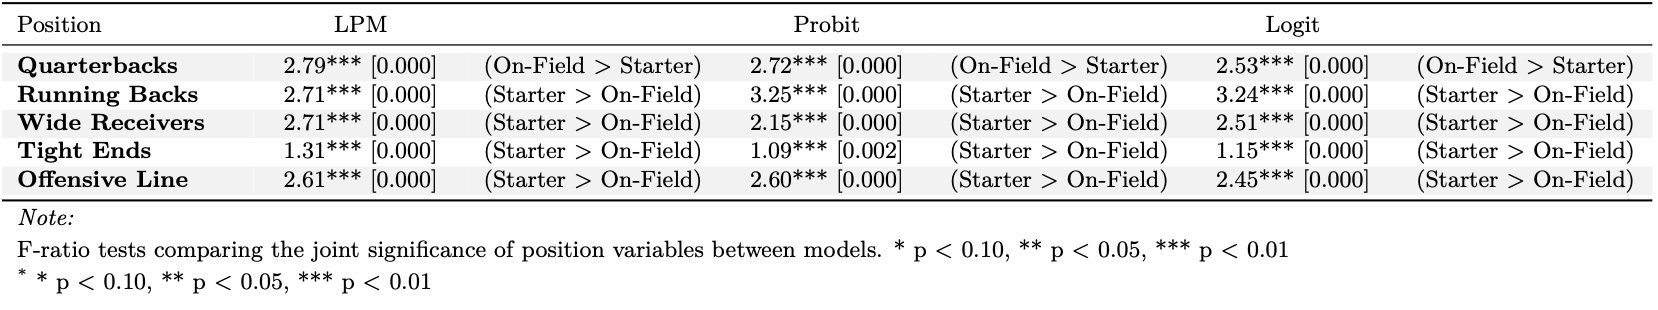 Position LPM Probit Logit
Quarterbacks 2.79*** [0.000] (On-Field > Starter) 2.72*** [0.000] (On-Field > Starter) 2.53*** [0.000] (On-Field > Starter)
Running Backs 2.71*** [0.000] (Starter > On-Field) 3.25*** [0.000] (Starter > On-Field) 3.24*** [0.000] (Starter > On-Field)
Wide Receivers 2.71*** [0.000] (Starter > On-Field) 2.15*** [0.000] (Starter > On-Field) 2.51*** [0.000] (Starter > On-Field)
Tight Ends 1.31*** [0.000] (Starter > On-Field) 1.09*** [0.002] (Starter > On-Field) 1.15*** [0.000] (Starter > On-Field)
Offensive Line 2.61*** [0.000] (Starter > On-Field) 2.60*** [0.000] (Starter > On-Field) 2.45*** [0.000] (Starter > On-Field)
Note:
F-ratio tests comparing the joint significance of position variables between models. * p < 0.10, ** p < 0.05, *** p < 0.01
* * p < 0.10, ** p < 0.05, *** p < 0.01